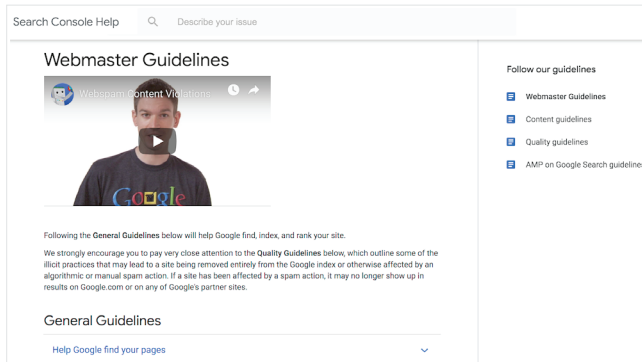 Search Console Help
Describe your issue
Webmaster Guidelines
Webspam Content Violations
Google
Following the General Guidelines below will help Google find, index, and rank your site.
We strongly encourage you to pay very close attention to the Quality Guidelines below, which outline some of the
illicit practices that may lead to a site being removed entirely from the Google index or otherwise affected by an
algorithmic or manual spam action. If a site has been affected by a spam action, it may no longer show up in
results on Google.com or on any of Google's partner sites.
General Guidelines
Help Google find your pages
Follow our guidelines
Webmaster Guidelines
Content guidelines
Quality guidelines
AMP on Google Search guidelines